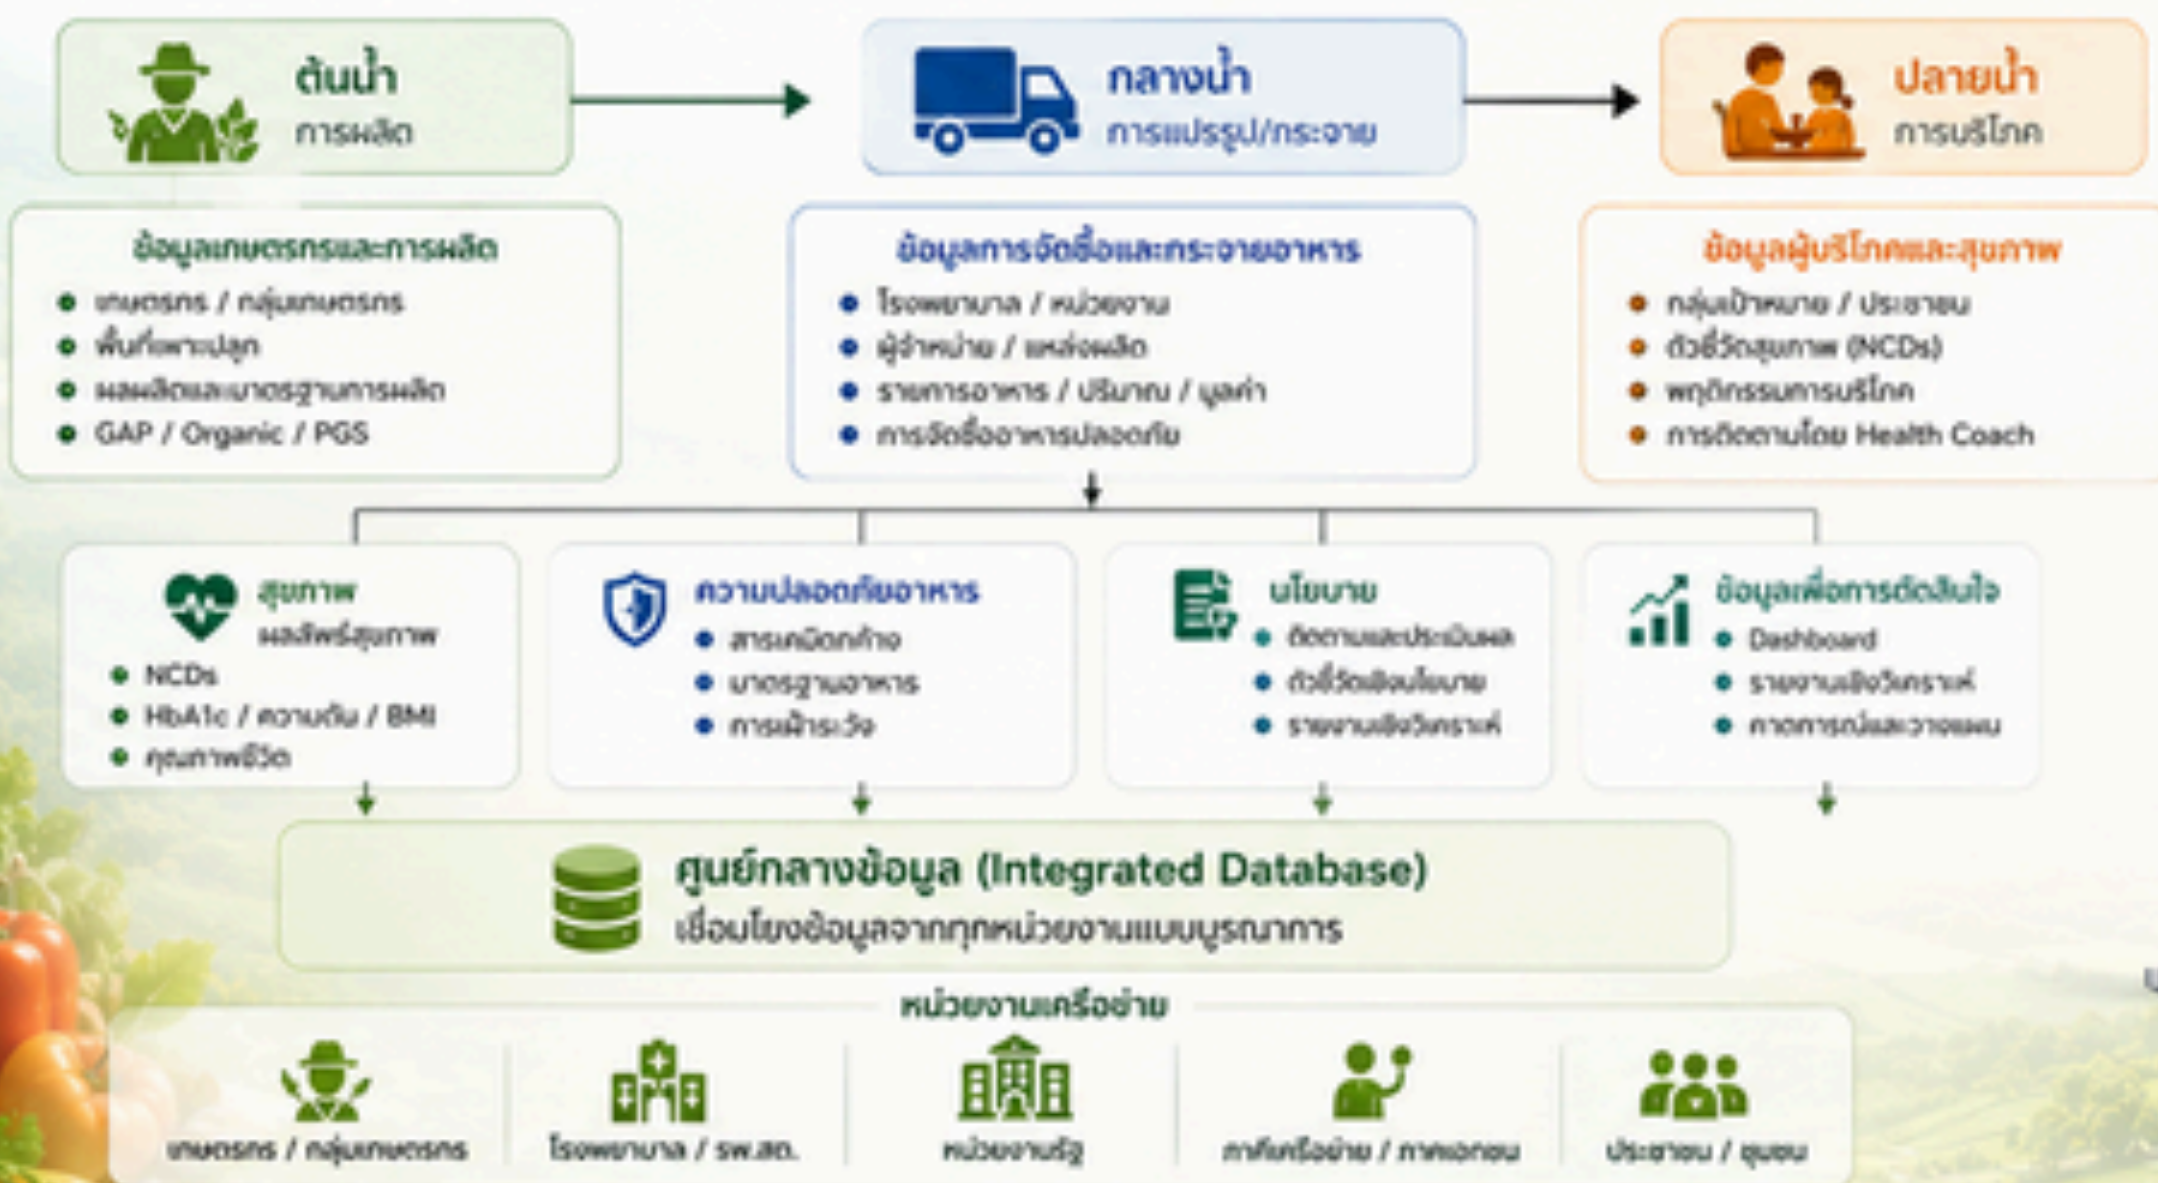 ต้นน้ำ
การผลิต
กลางน้ำ
การแปรรูป/กระจาย
ปลายน้ำ
การบริโภค
ข้อมูลเกษตรกรและการผลิต
เกษตรกร / กลุ่มเกษตรกร
พื้นที่เพาะปลูก
ผลผลิตและมาตรฐานการผลิต
GAP / Organic / PGS
ข้อมูลการจัดซื้อและกระจายอาหาร
โรงพยาบาล / หน่วยงาน
ผู้จำหน่าย / แหล่งผลิต
รายการอาหาร / ปริมาณ / มูลค่า
การจัดซื้ออาหารปลอดภัย
ข้อมูลผู้บริโภคและสุขภาพ
กลุ่มเป้าหมาย / ประชาชน
ตัวชี้วัดสุขภาพ (NCDs)
พฤติกรรมการบริโภค
การติดตามโดย Health Coach
สุขภาพ
ผลลัพธ์สุขภาพ
NCDs
HbA1c / ความดัน / BMI
คุณภาพชีวิต
ความปลอดภัยอาหาร
สารเคมีตกค้าง
มาตรฐานอาหาร
การเฝ้าระวัง
นโยบาย
ติดตามและประเมินผล
ตัวชี้วัดเชิงนโยบาย
รายงานเชิงวิเคราะห์
ข้อมูลเพื่อการตัดสินใจ
Dashboard
รายงานเชิงวิเคราะห์
คาดการณ์และวางแผน
ศูนย์กลางข้อมูล (Integrated Database)
เชื่อมโยงข้อมูลจากทุกหน่วยงานแบบบูรณาการ
หน่วยงานเครือข่าย
เกษตรกร / กลุ่มเกษตรกร
โรงพยาบาล / รพ.สต.
หน่วยงานรัฐ
ภาคีเครือข่าย / ภาคเอกชน
ประชาชน / ชุมชน